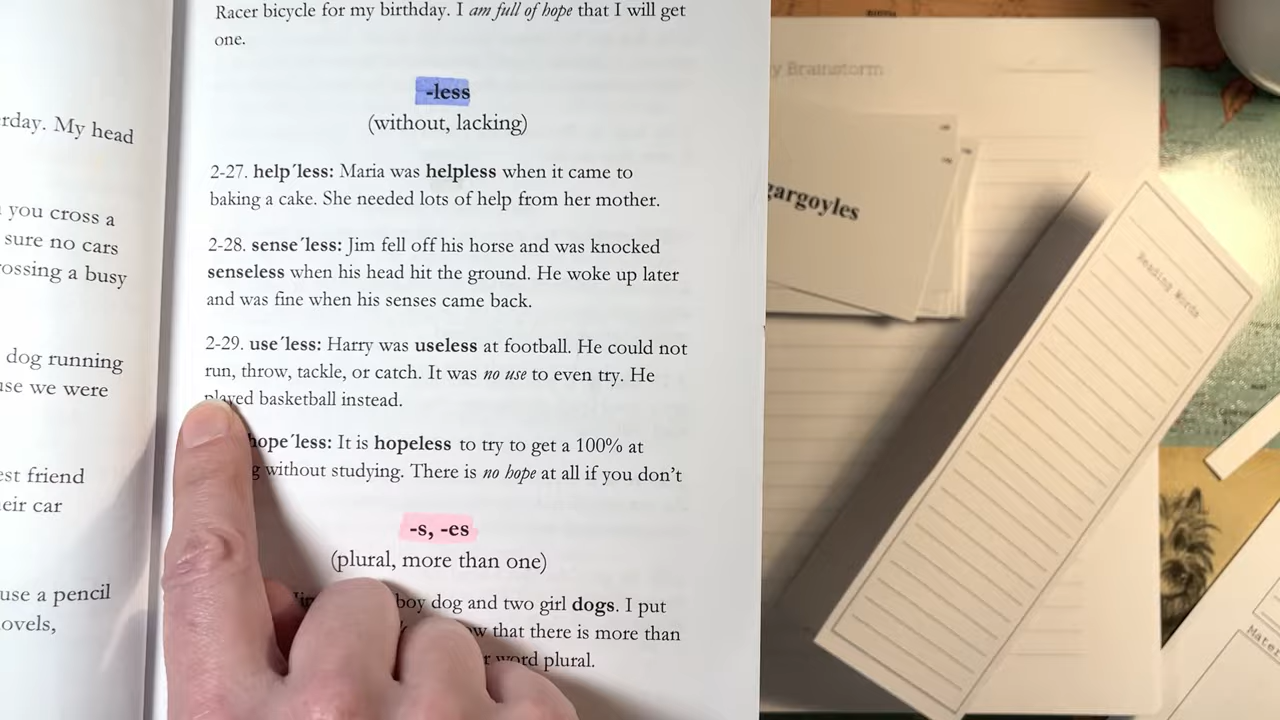 rday. My head
you cross a
sure no cars
ossing a busy
dog running
use we were
est friend
eir car
use a pencil
ovels,
Racer bicycle for my birthday. I am full of hope that I will get
one.
-less
(without, lacking)
2-27. help´less: Maria was helpless when it came to
baking a cake. She needed lots of help from her mother.
2-28. sense´less: Jim fell off his horse and was knocked
senseless when his head hit the ground. He woke up later
and was fine when his senses came back.
2-29. use´less: Harry was useless at football. He could not
run, throw, tackle, or catch. It was no use to even try. He
played basketball instead.
hope´less: It is hopeless to try to get a 100% at
g without studying. There is no hope at all if you don't
-s, -es
(plural, more than one)
boy dog and two girl dogs. I put
w that there is more than
r word plural.
y Brainstorm
gargoyles
Reading Words
Mater